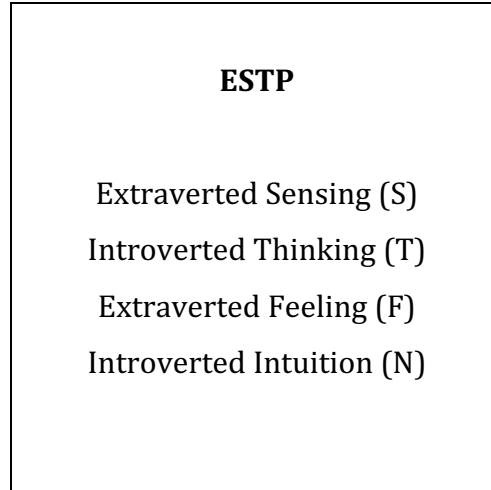 ESTP
Extraverted Sensing (S)
Introverted Thinking (T)
Extraverted Feeling (F)
Introverted Intuition (N)